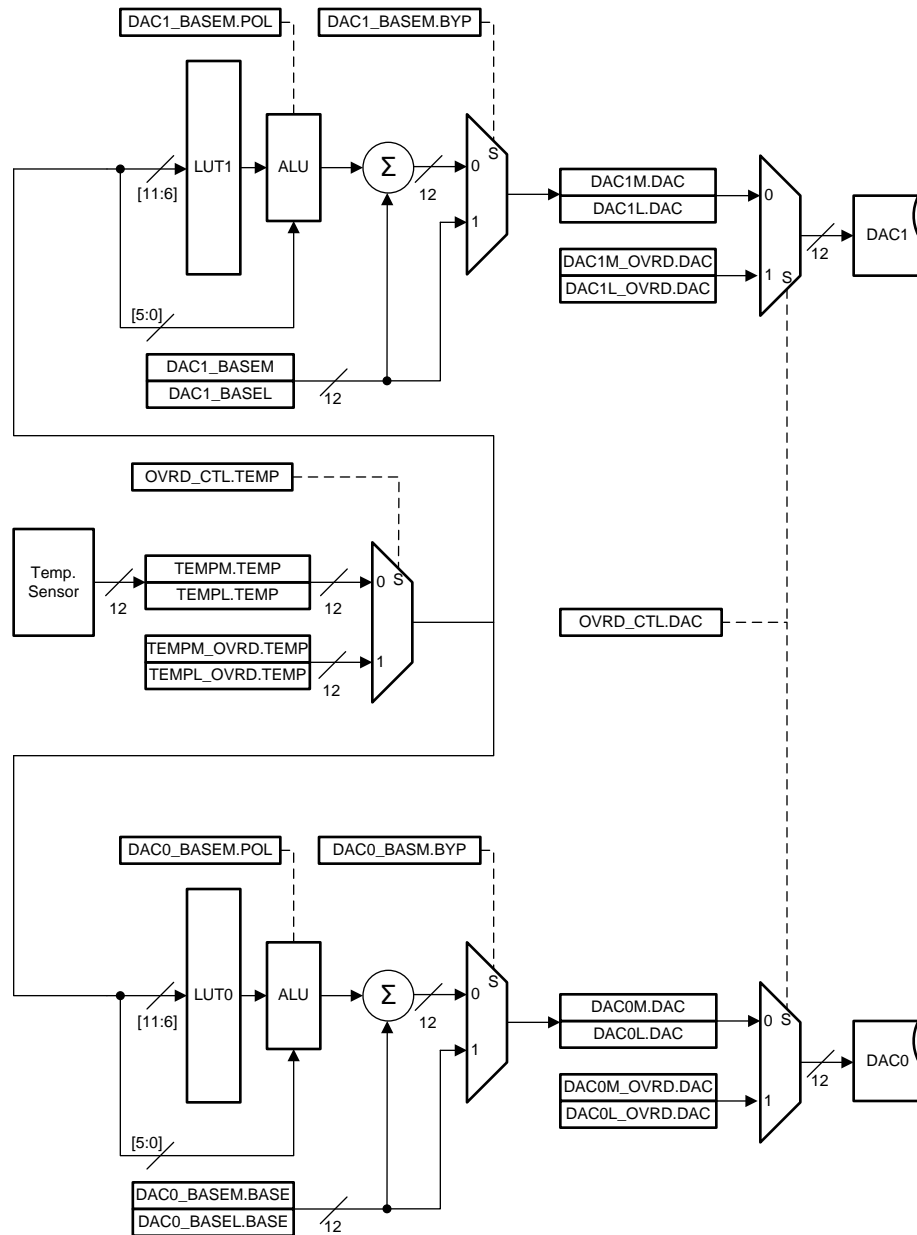 DAC1_BASEM.POL
DAC1_BASEM.BYP
LUT1
ALU
Σ
S
0
1
12
[11:6]
[5:0]
DAC1M.DAC
DAC1L.DAC
DAC1M_OVRD.DAC
DAC1L_OVRD.DAC
0
1
S
12
DAC1
DAC1_BASEM
DAC1_BASEL
12
OVRD_CTL.TEMP
Temp.
Sensor
12
TEMPM.TEMP
TEMPL.TEMP
12
0
S
TEMPM_OVRD.TEMP
TEMPL_OVRD.TEMP
12
1
OVRD_CTL.DAC
DAC0_BASEM.POL
DAC0_BASM.BYP
LUT0
ALU
Σ
S
0
1
12
[11:6]
[5:0]
DAC0M.DAC
DAC0L.DAC
DAC0M_OVRD.DAC
DAC0L_OVRD.DAC
0
S
1
12
DAC0
DAC0_BASEM.BASE
DAC0_BASEL.BASE
12